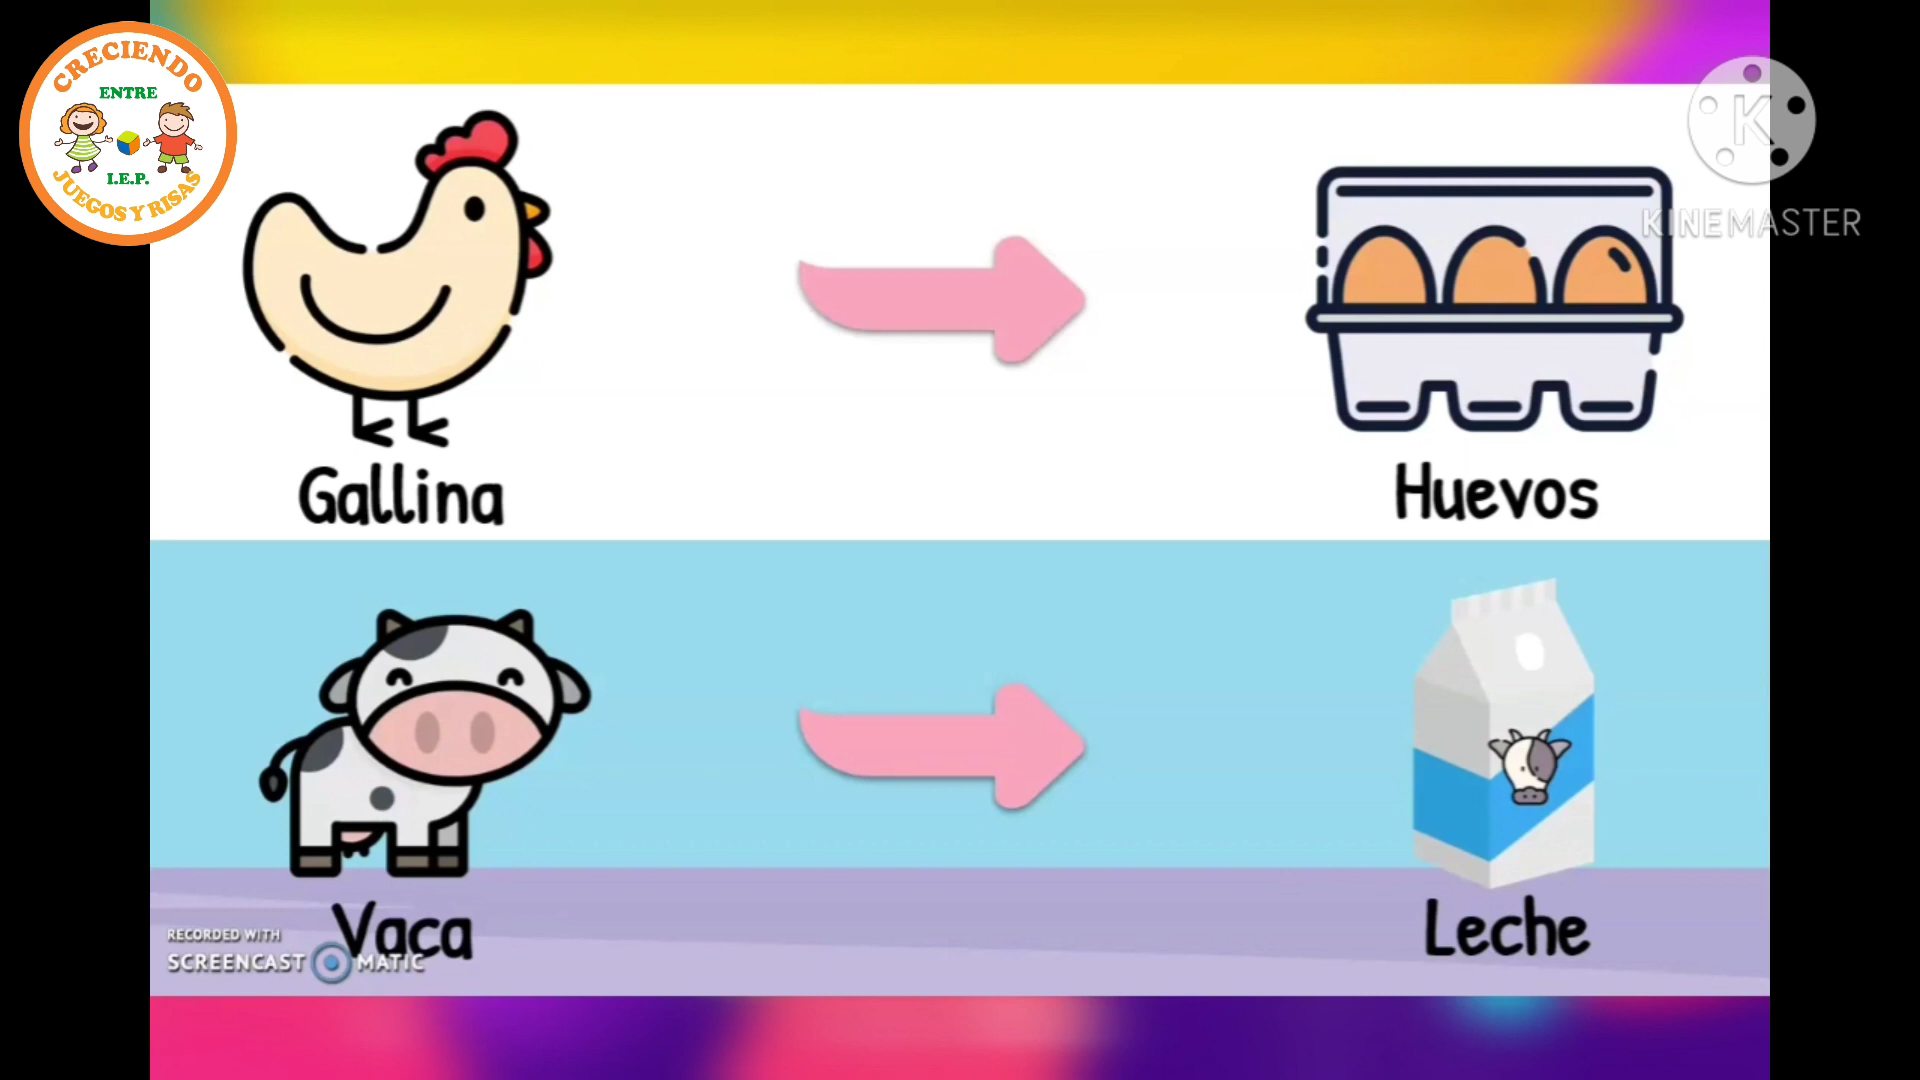 CRECIENDO
ENTRE
I.E.P.
JUEGOS Y RISAS
K
KINEMASTER
Gallina
Huevos
Vaca
Leche
RECORDED WITH
SCREENCAST MATIC